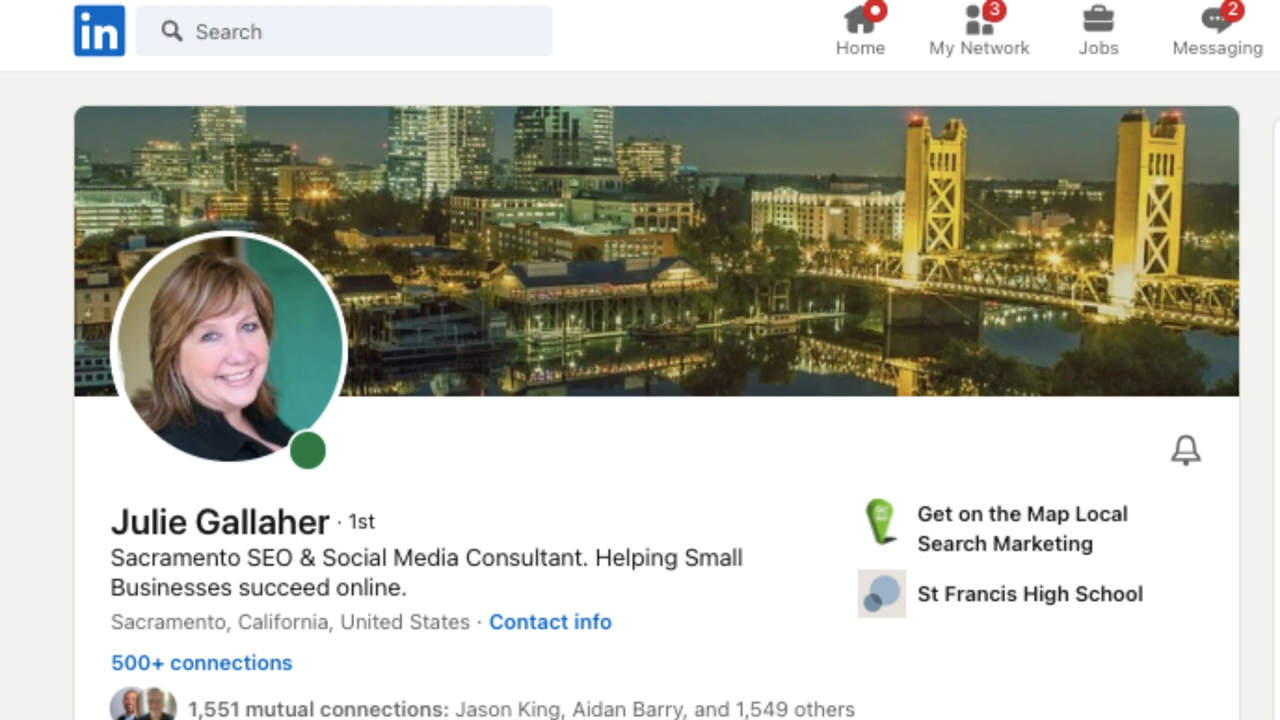 in Search
3
2
Home My Network Jobs Messaging
Julie Gallaher · 1st
Sacramento SEO & Social Media Consultant. Helping Small
Businesses succeed online.
Sacramento, California, United States · Contact info
500+ connections
1,551 mutual connections: Jason King, Aidan Barry, and 1,549 others
Get on the Map Local
Search Marketing
St Francis High School